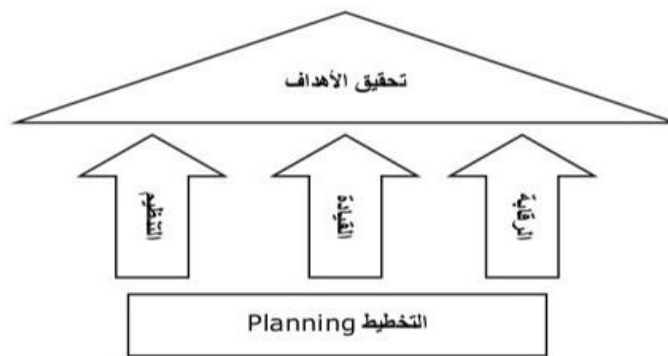 تحقيق الأهداف
الرقابة
القيادة
التنظيم
التخطيط Planning